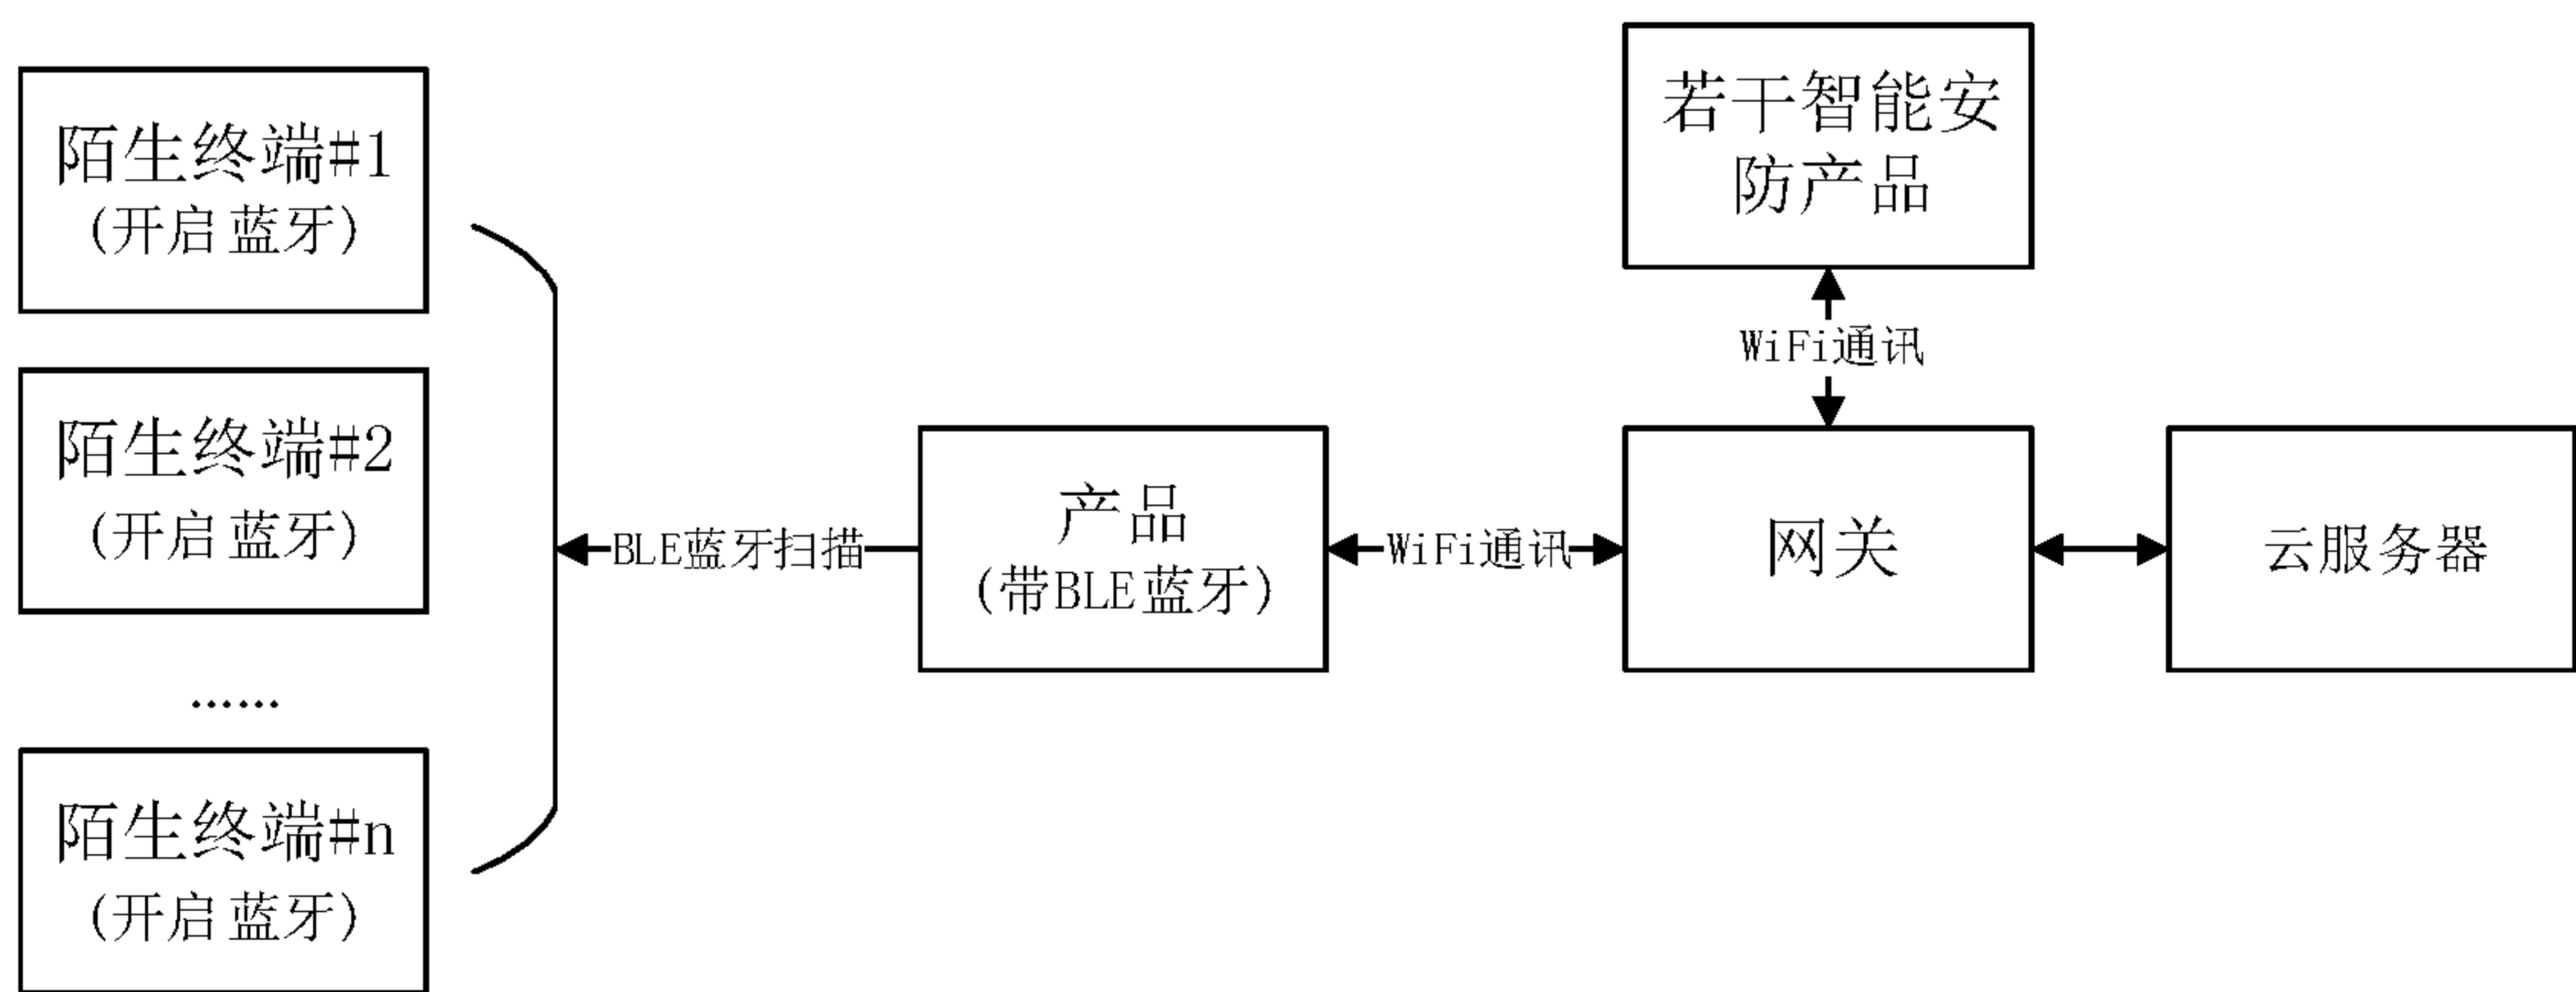 陌生终端#1
(开启蓝牙)
陌生终端#2
(开启蓝牙)
......
陌生终端#n
(开启蓝牙)
BLE蓝牙扫描
产品
(带BLE蓝牙)
WiFi通讯
若干智能安
防产品
WiFi通讯
网关
云服务器